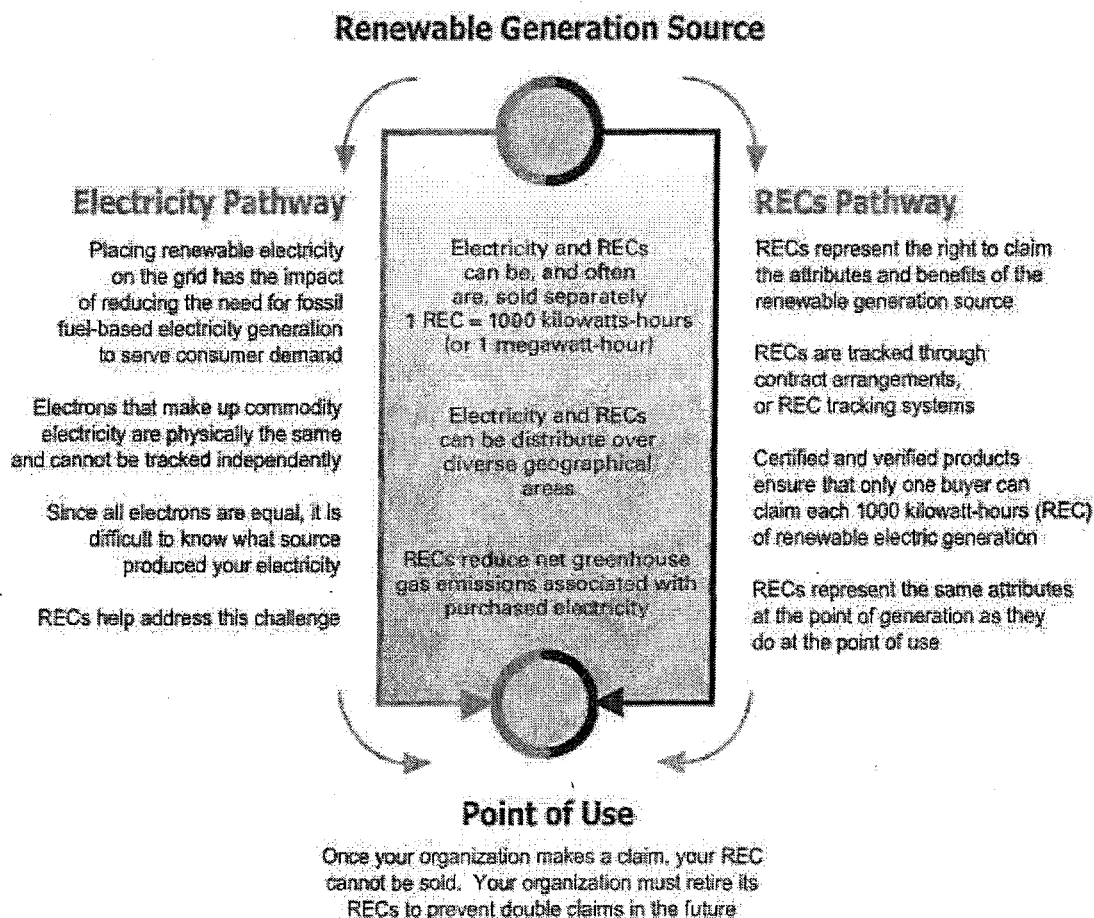 Renewable Generation Source
Electricity Pathway
Placing renewable electricity
on the grid has the impact
of reducing the need for fossil
fuel-based electricity generation
to serve consumer demand
Electrons that make up commodity
electricity are physically the same
and cannot be tracked independently
Since all electrons are equal, it is
difficult to know what source
produced your electricity
RECs help address this challenge
Electricity and RECs
can be, and often
are, sold separately
1 REC = 1000 kilowatts-hours
(or 1 megawatt-hour)
Electricity and RECs
can be distribute over
diverse geographical
areas
RECs reduce net greenhouse
gas emissions associated with
purchased electricity
RECs Pathway
RECs represent the right to claim
the attributes and benefits of the
renewable generation source
RECs are tracked through
contract arrangements,
or REC tracking systems
Certified and verified products
ensure that only one buyer can
claim each 1000 kilowatt-hours (REC)
of renewable electric generation
RECs represent the same attributes
at the point of generation as they
do at the point of use
Point of Use
Once your organization makes a claim, your REC
cannot be sold. Your organization must retire its
RECs to prevent double claims in the future